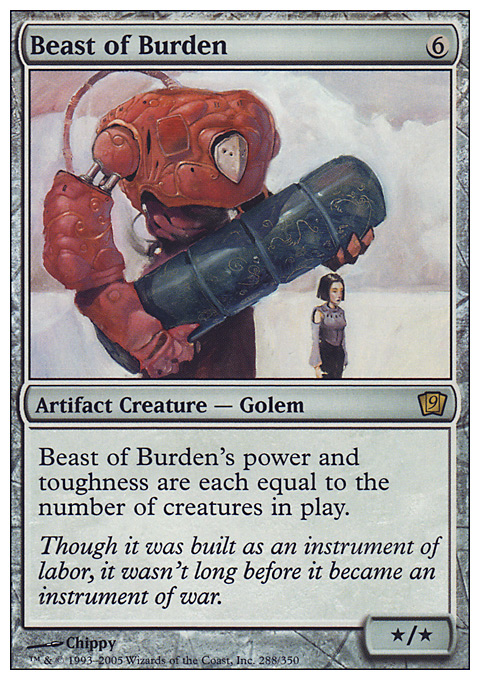 Beast of Burden 6
Artifact Creature — Golem 9
Beast of Burden's power and
toughness are each equal to the
number of creatures in play.
Though it was built as an instrument of
labor, it wasn't long before it became an
instrument of war.
Chippy
★/★
™ & © 1993–2005 Wizards of the Coast, Inc. 288/350